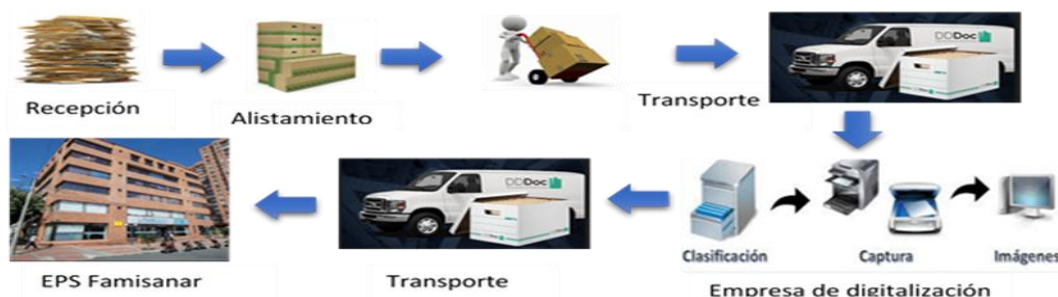 Recepción
Alistamiento
Transporte
DDDoc
Clasificación
Captura
Imágenes
Empresa de digitalización
DDDoc
Transporte
EPS Famisanar